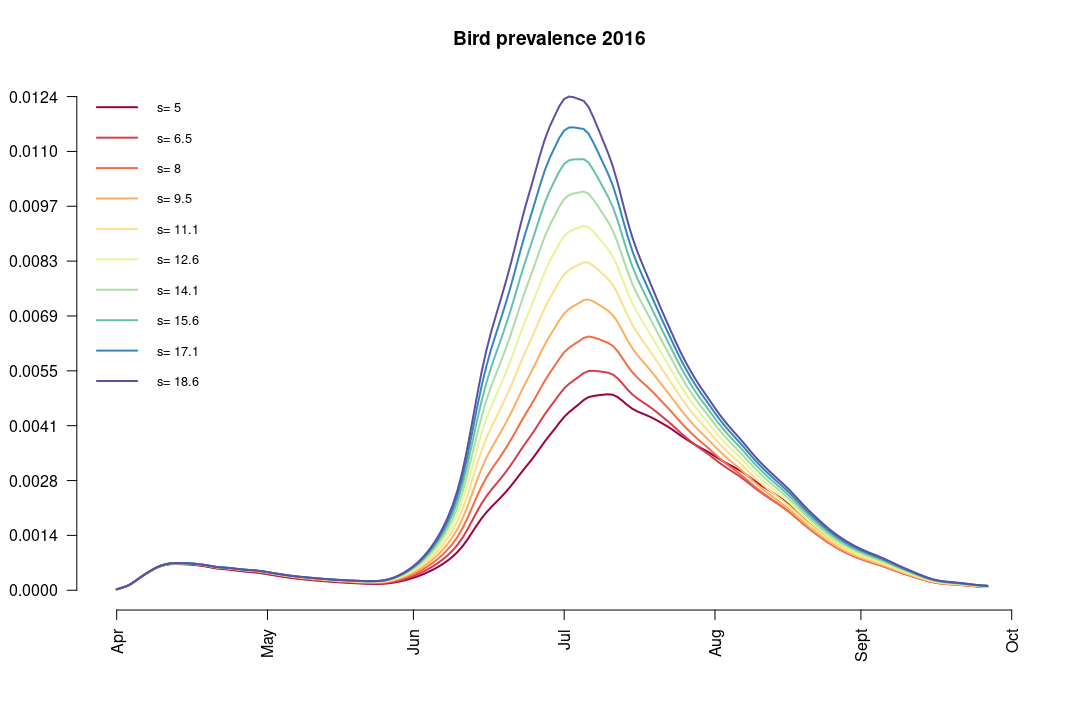 Bird prevalence 2016
0.0124
0.0110
0.0097
0.0083
0.0069
0.0055
0.0041
0.0028
0.0014
0.0000
s= 5
s= 6.5
s= 8
s= 9.5
s= 11.1
s= 12.6
s= 14.1
s= 15.6
s= 17.1
s= 18.6
Apr
May
Jun
Jul
Aug
Sept
Oct